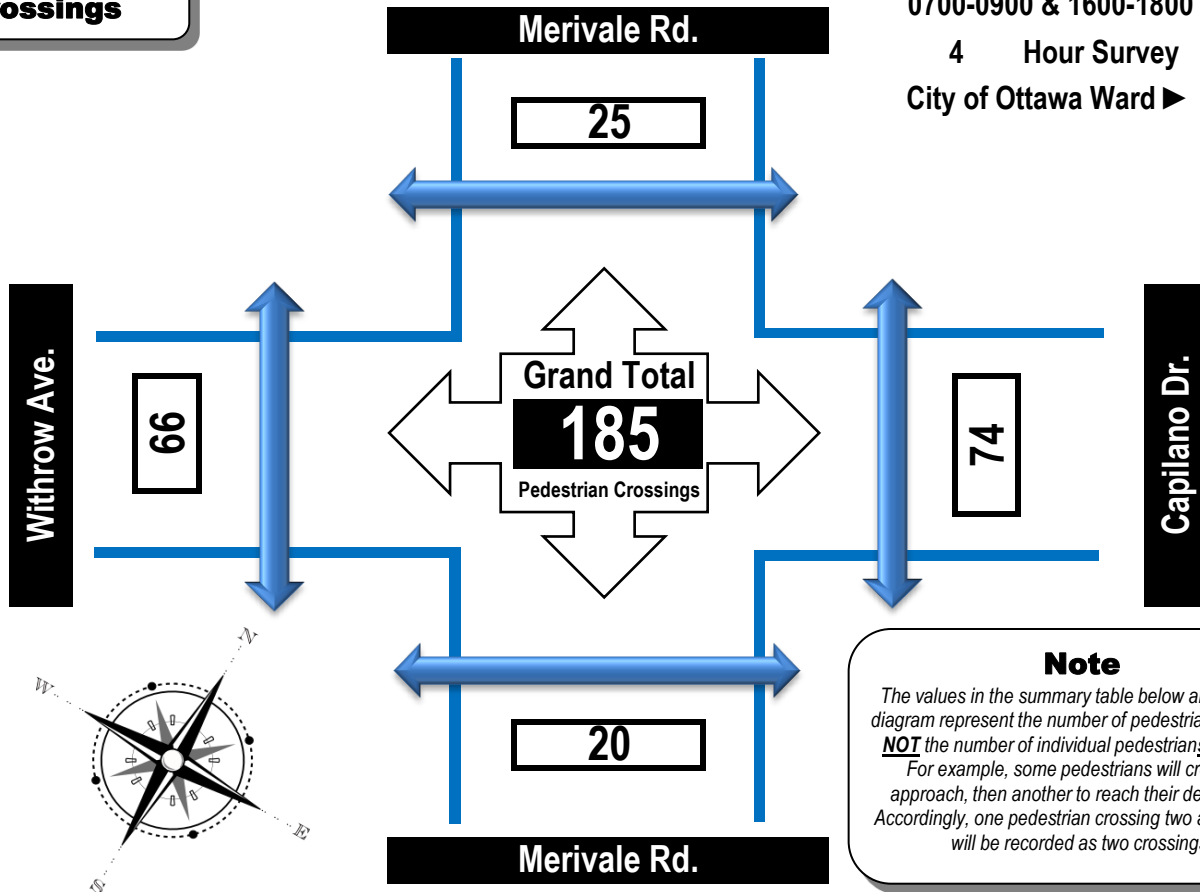 rossings
0700-0900 & 1600-1800
4 Hour Survey
City of Ottawa Ward ►
Merivale Rd.
25
Withrow Ave.
66
Grand Total
185
Pedestrian Crossings
74
Capilano Dr.
20
Merivale Rd.
N
W
E
S
Note
The values in the summary table below a
diagram represent the number of pedestria
NOT the number of individual pedestrians
For example, some pedestrians will cr
approach, then another to reach their de
Accordingly, one pedestrian crossing two a
will be recorded as two crossing